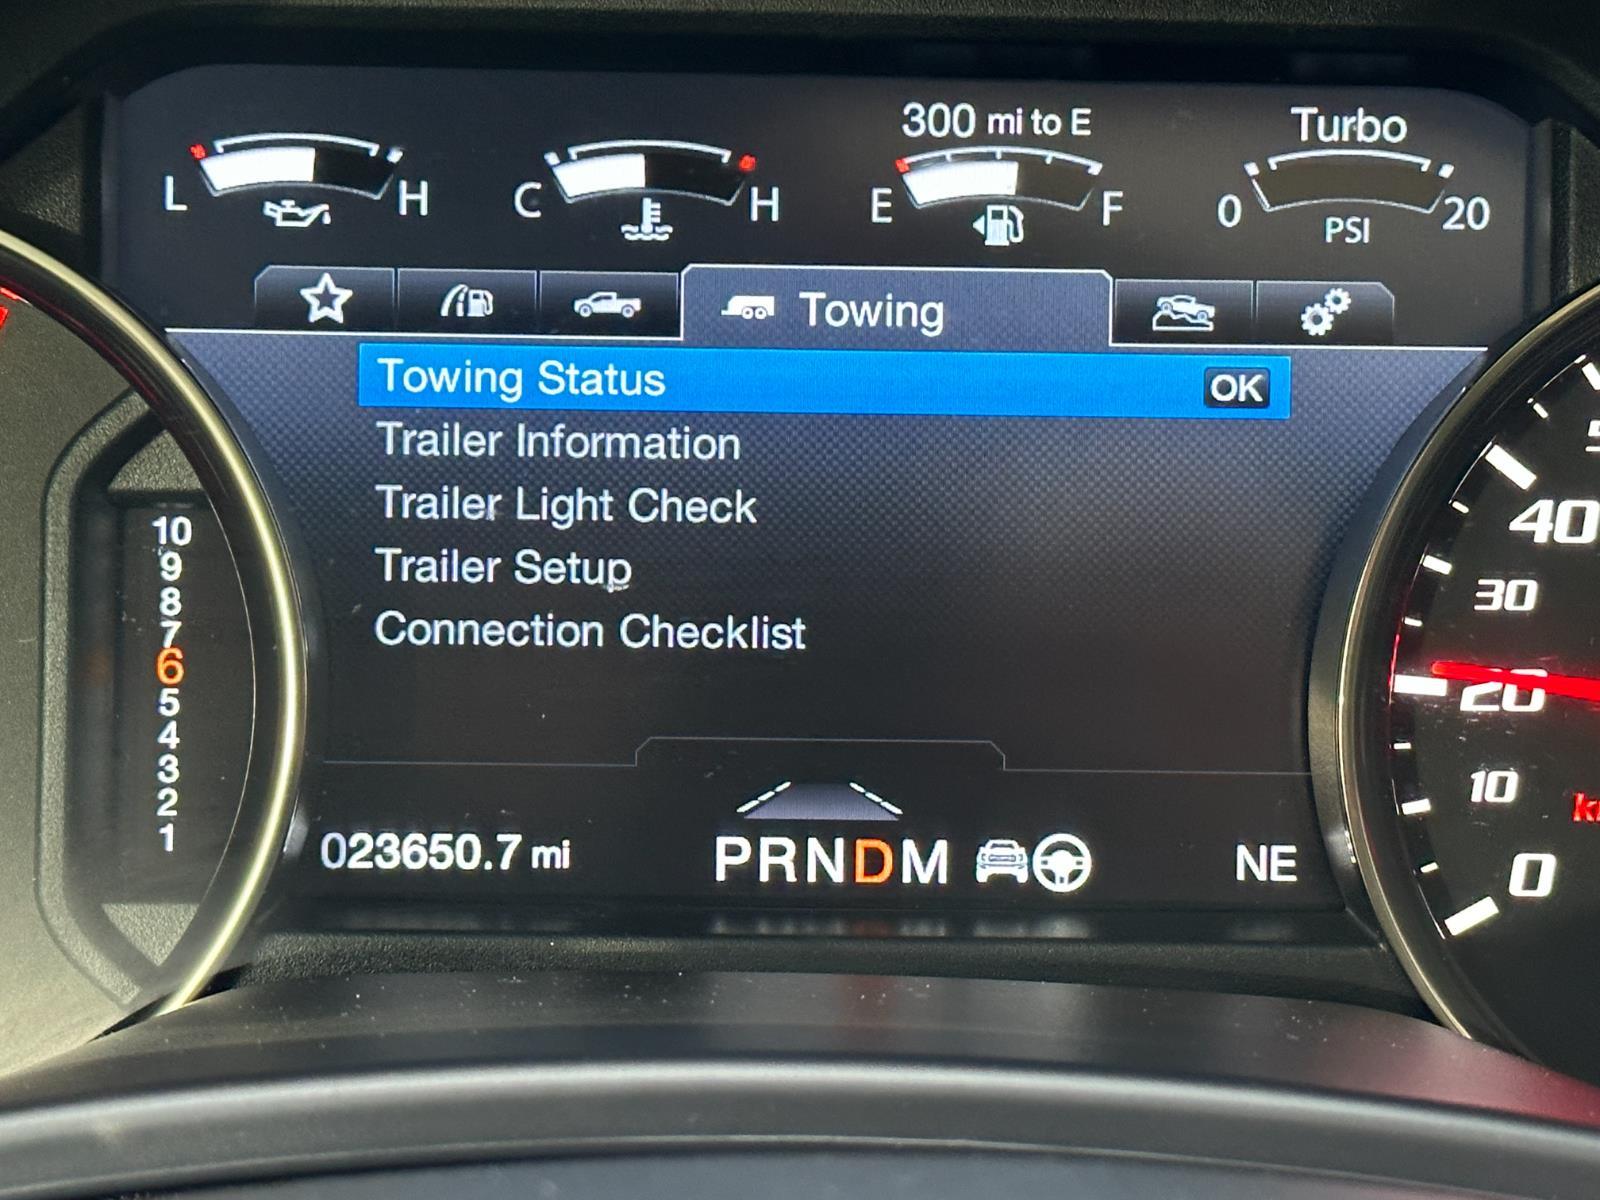 300 mi to E
Turbo
L H
C H
E F
0 20
PSI
Towing
Towing Status OK
Trailer Information
Trailer Light Check
Trailer Setup
Connection Checklist
10
9
8
7
6
5
4
3
2
1
40
30
20
10
0
023650.7 mi
PRNDM
NE